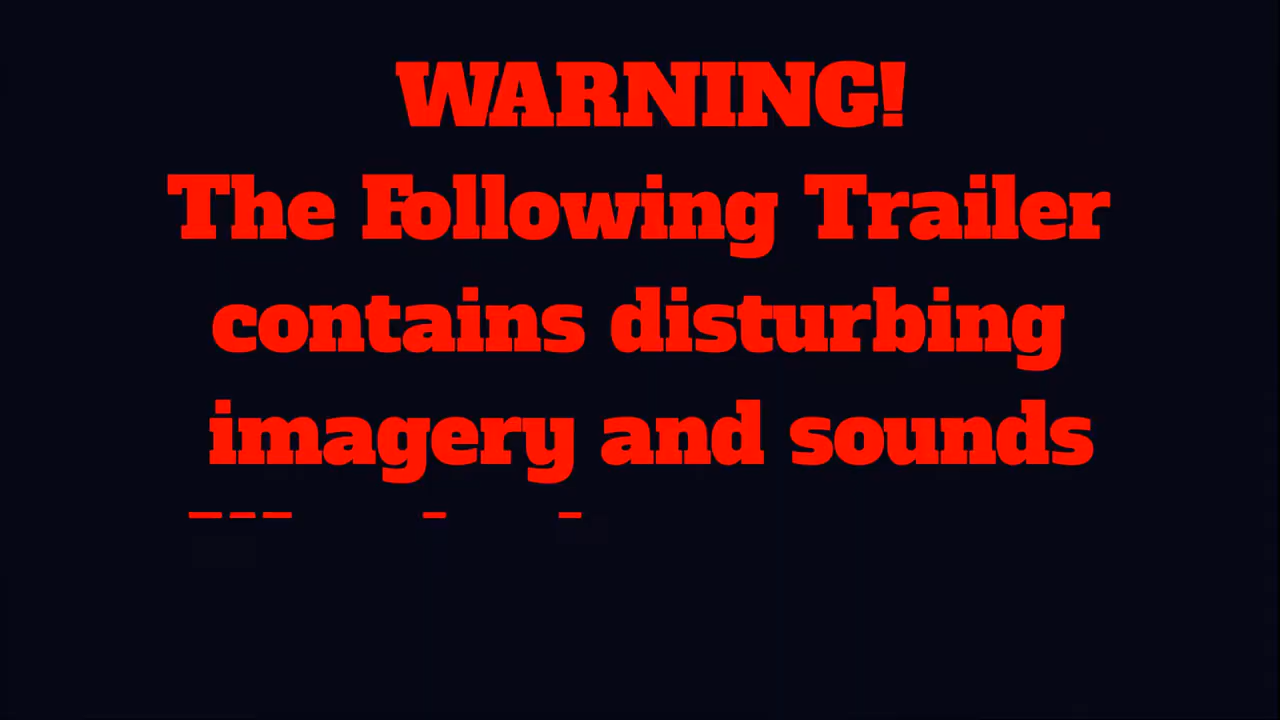 WARNING!
The Following Trailer
contains disturbing
imagery and sounds